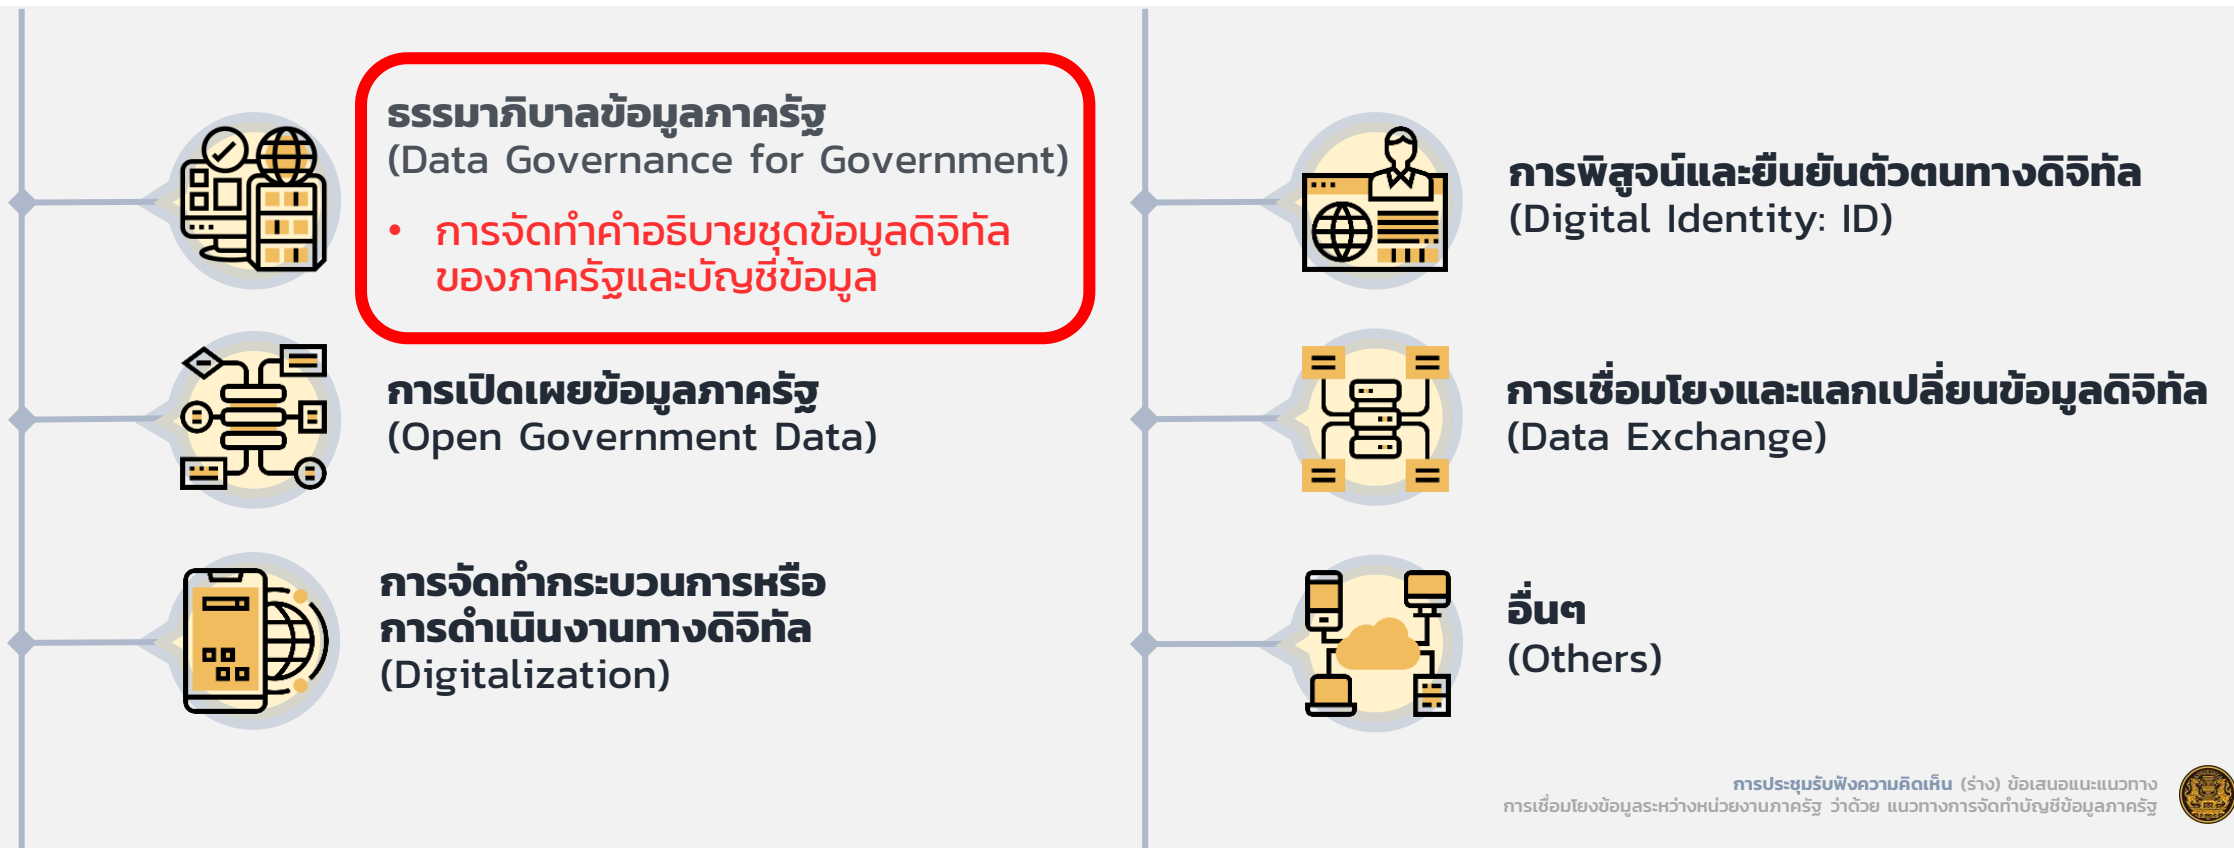 ธรรมาภิบาลข้อมูลภาครัฐ
(Data Governance for Government)
• การจัดทำคำอธิบายชุดข้อมูลดิจิทัล
ของภาครัฐและบัญชีข้อมูล
การเปิดเผยข้อมูลภาครัฐ
(Open Government Data)
การจัดทำกระบวนการหรือ
การดำเนินงานทางดิจิทัล
(Digitalization)
การพิสูจน์และยืนยันตัวตนทางดิจิทัล
(Digital Identity: ID)
การเชื่อมโยงและแลกเปลี่ยนข้อมูลดิจิทัล
(Data Exchange)
อื่นๆ
(Others)
การประชุมรับฟังความคิดเห็น (ร่าง) ข้อเสนอแนะแนวทาง
การเชื่อมโยงข้อมูลระหว่างหน่วยงานภาครัฐ ว่าด้วย แนวทางการจัดทำบัญชีข้อมูลภาครัฐ